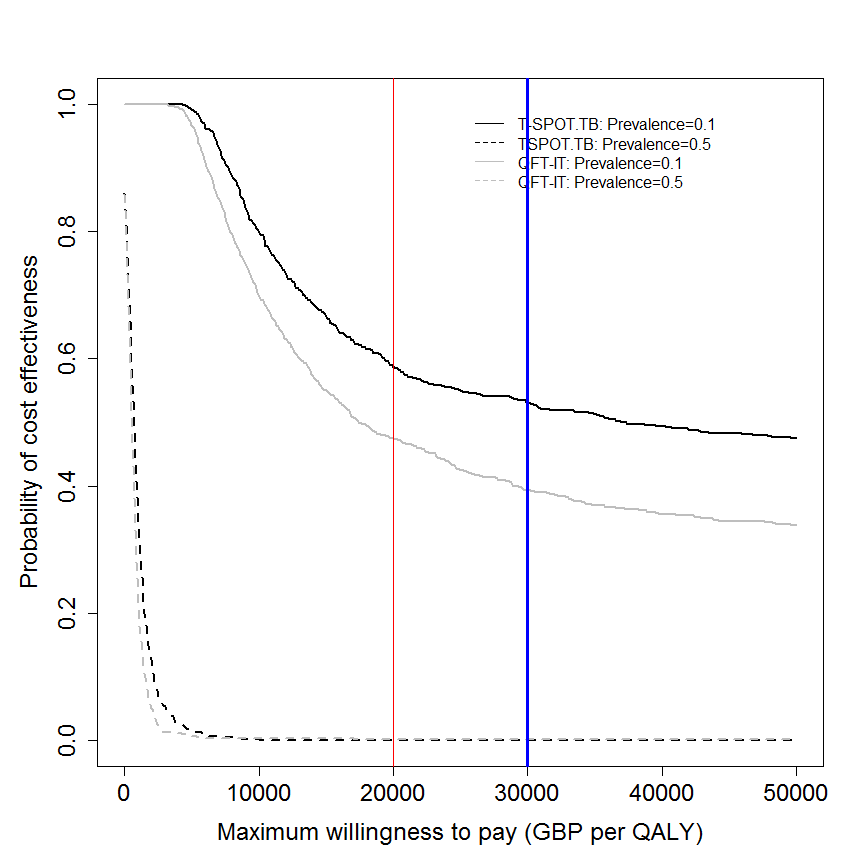 T-SPOT.TB: Prevalence=0.1
TSPOT.TB: Prevalence=0.5
QFT-IT: Prevalence=0.1
QFT-IT: Prevalence=0.5
Probability of cost effectiveness
1.0
0.8
0.6
0.4
0.2
0.0
0 10000 20000 30000 40000 50000
Maximum willingness to pay (GBP per QALY)